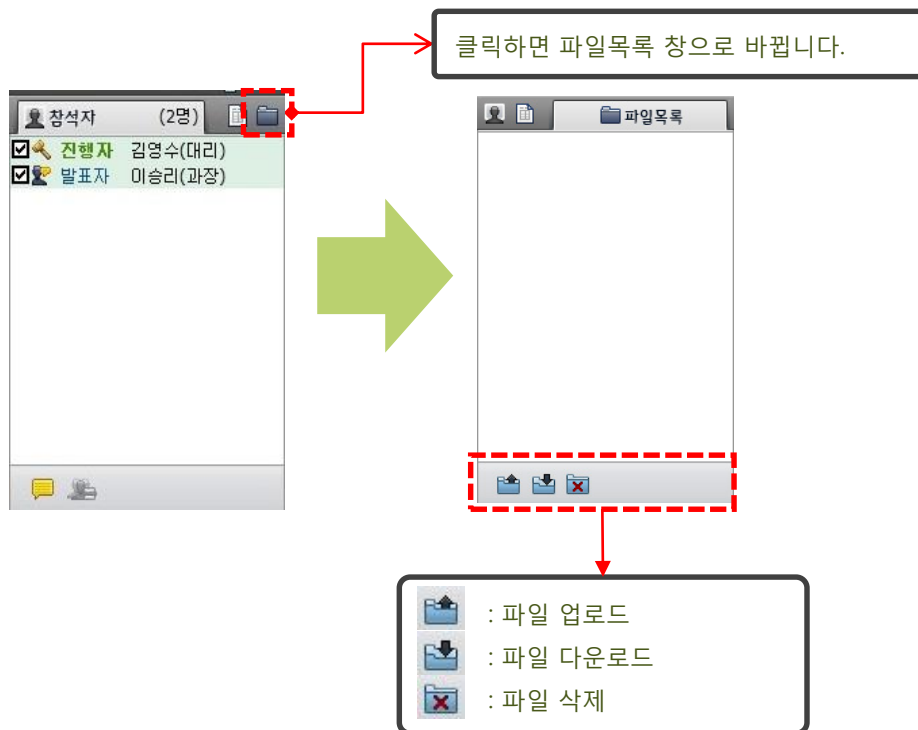 클릭하면 파일목록 창으로 바뀝니다.
참석자 (2명)
진행자 김영수(대리)
발표자 이승리(과장)
파일목록
: 파일 업로드
: 파일 다운로드
: 파일 삭제